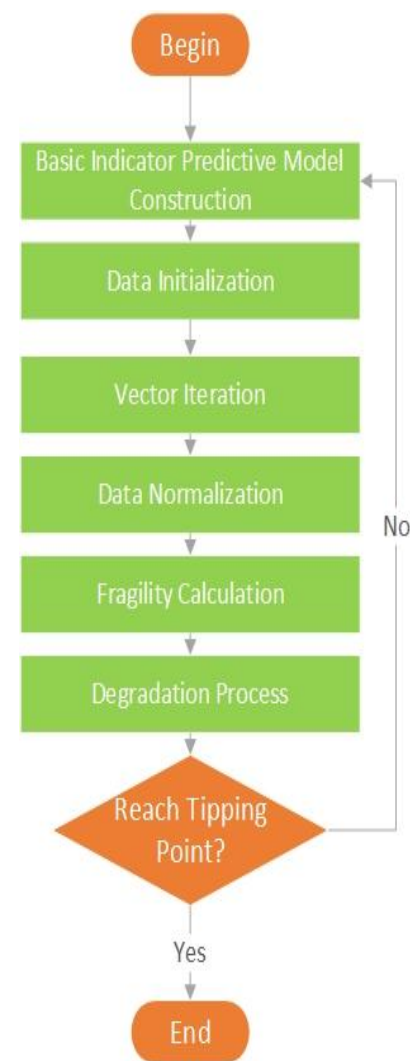 Begin
Basic Indicator Predictive Model
Construction
Data Initialization
Vector Iteration
Data Normalization
No
Fragility Calculation
Degradation Process
Reach Tipping
Point?
Yes
End